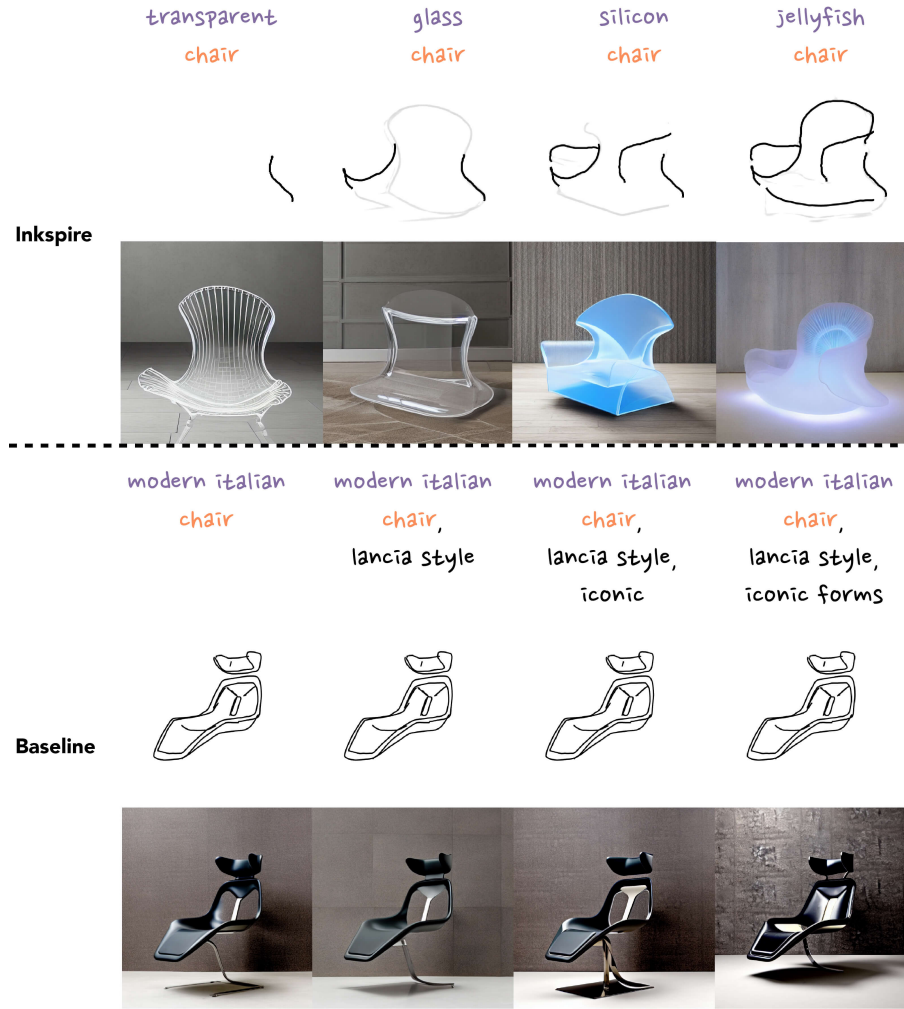 transparent
chair
glass
chair
silicon
chair
jellyfish
chair
Inkspire
modern italian
chair
modern italian
chair,
lancia style
modern italian
chair,
lancia style,
iconic
modern italian
chair,
lancia style,
iconic forms
Baseline